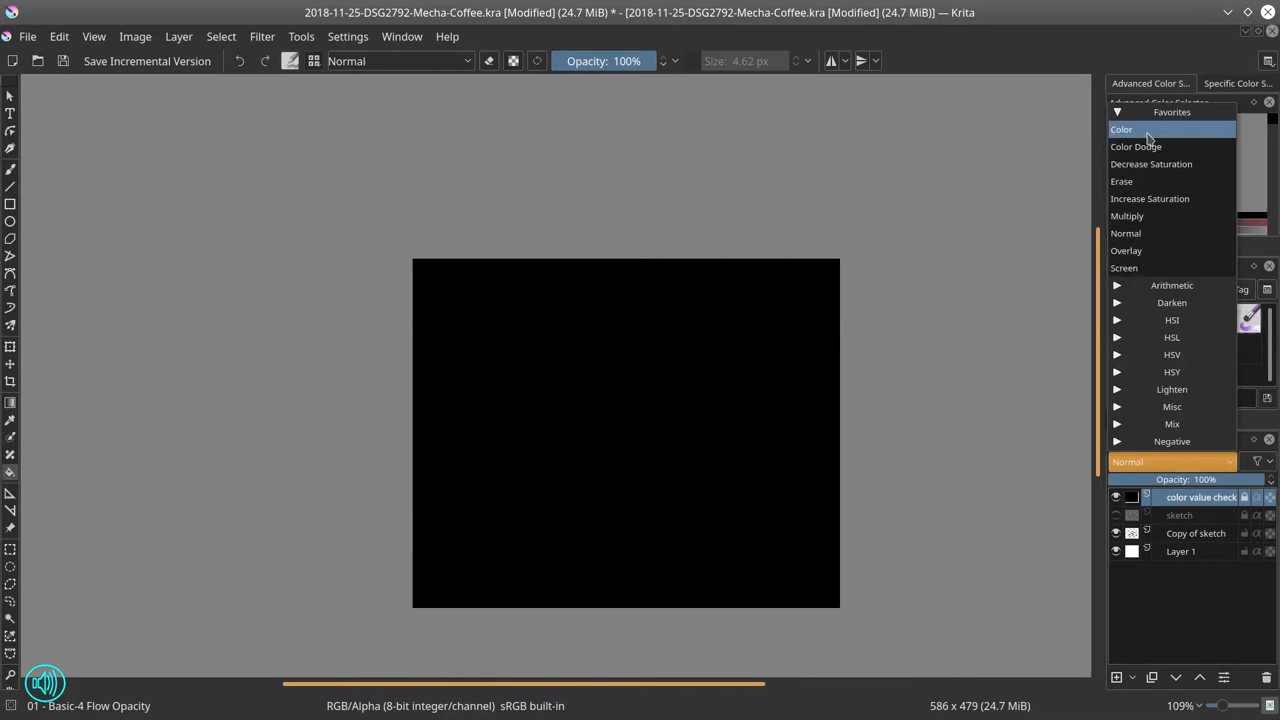 2018-11-25-DSG2792-Mecha-Coffee.kra [Modified] (24.7 MiB) * - [2018-11-25-DSG2792-Mecha-Coffee.kra [Modified] (24.7 MiB)] — Krita
File Edit View Image Layer Select Filter Tools Settings Window Help
Save Incremental Version Normal Opacity: 100% Size: 4.62 px
Advanced Color S... Specific Color S...
Advanced Color Selector
Favorites
Color
Color Dodge
Decrease Saturation
Erase
Increase Saturation
Multiply
Normal
Overlay
Screen
Arithmetic
Tag
Darken
HSI
HSL
HSV
HSY
Lighten
Misc
Mix
Negative
Normal
Opacity: 100%
color value check
sketch
Copy of sketch
Layer 1
01 - Basic-4 Flow Opacity RGB/Alpha (8-bit integer/channel) sRGB built-in 586 x 479 (24.7 MiB) 109%